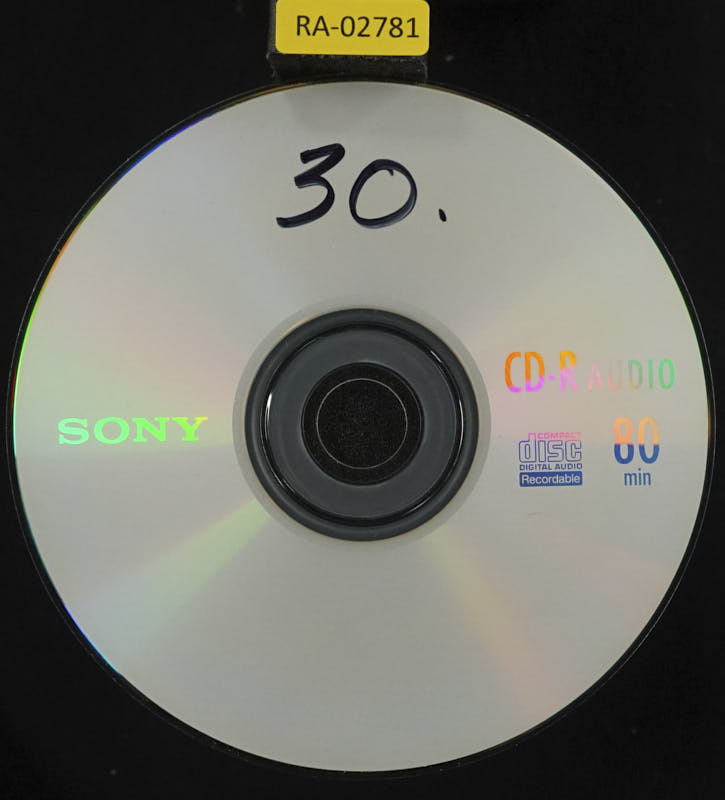 RA-02781
30.
SONY
CD-R AUDIO
COMPACT
disc
DIGITAL AUDIO
Recordable
80
min